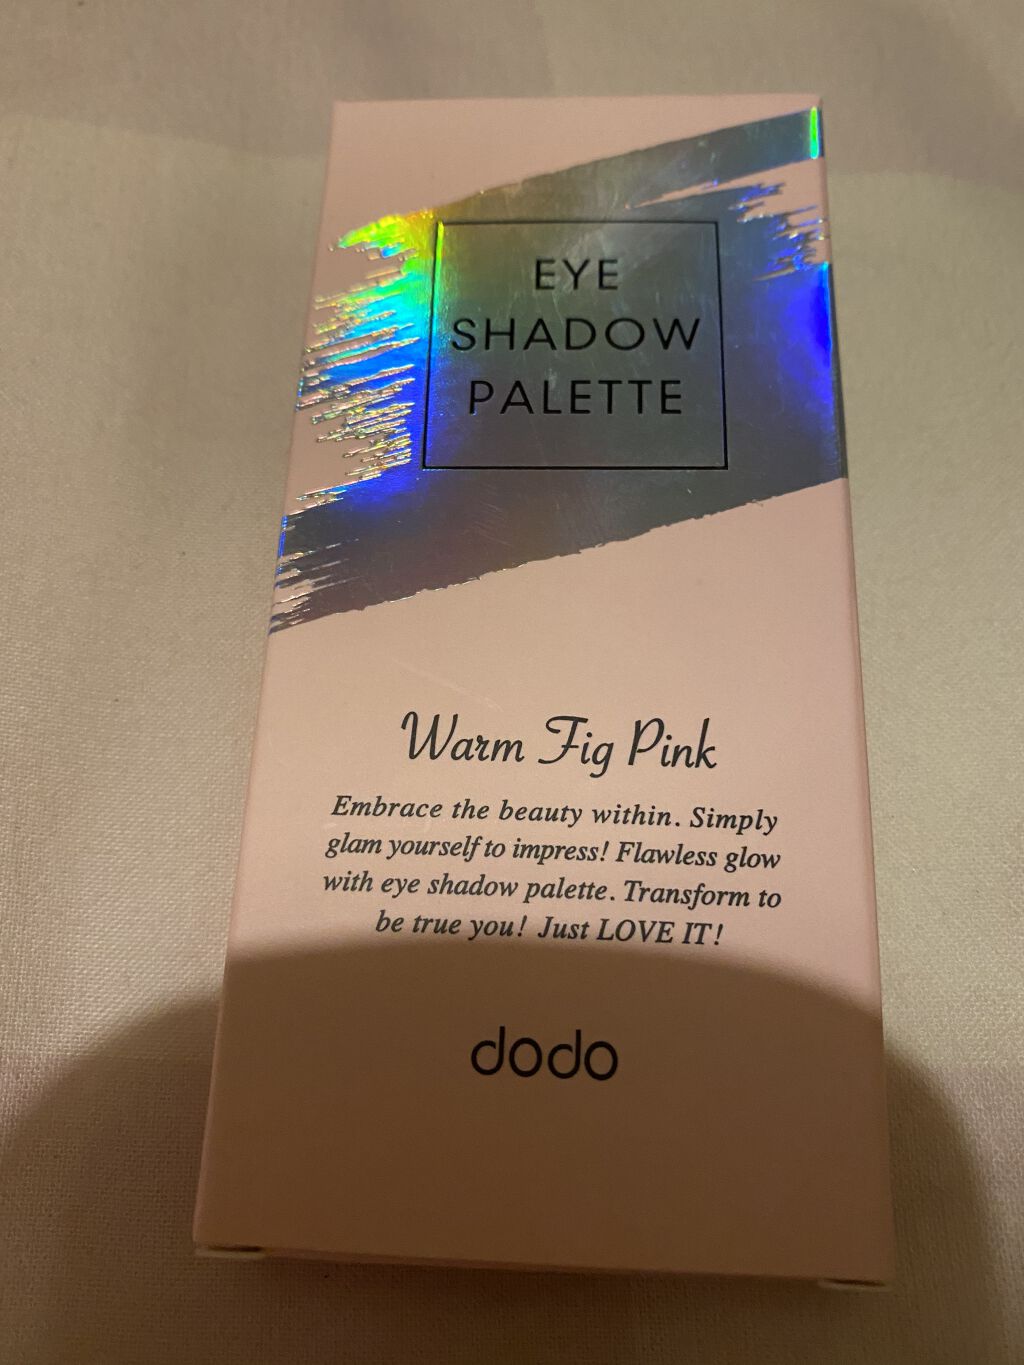 EYE
SHADOW
PALETTE
Warm Fig Pink
Embrace the beauty within. Simply
glam yourself to impress! Flawless glow
with eye shadow palette. Transform to
be true you! Just LOVE IT!
dodo